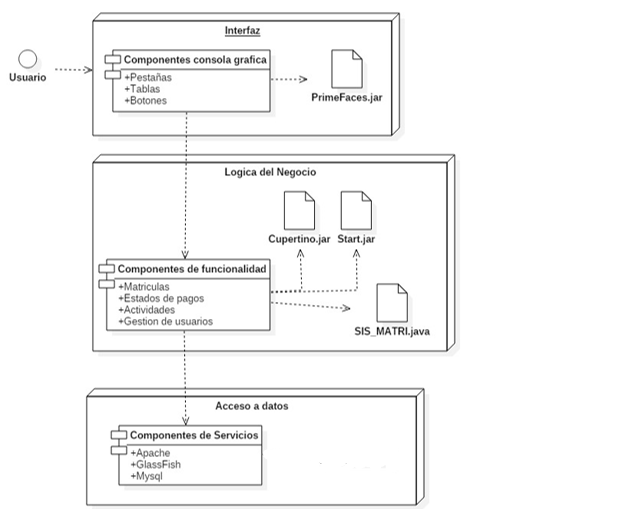 Interfaz
Usuario
Componentes consola grafica
+Pestañas
+Tablas
+Botones
PrimeFaces.jar
Logica del Negocio
Cupertino.jar
Start.jar
Componentes de funcionalidad
+Matriculas
+Estados de pagos
+Actividades
+Gestion de usuarios
SIS_MATRI.java
Acceso a datos
Componentes de Servicios
+Apache
+GlassFish
+Mysql